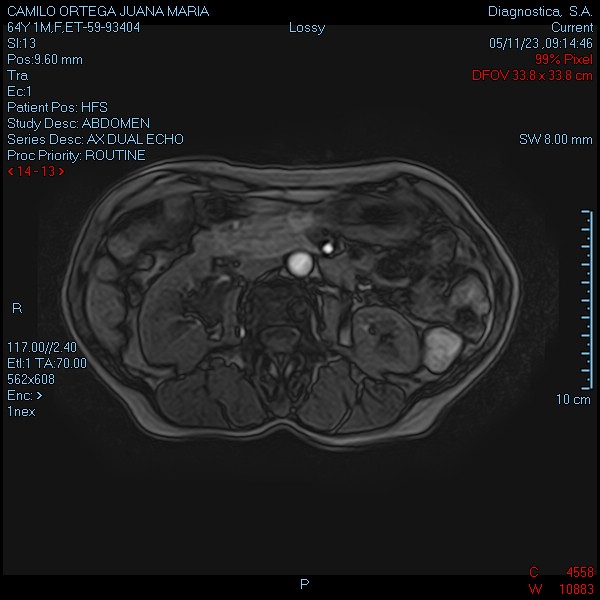 CAMILO ORTEGA JUANA MARIA
64Y 1M,F,ET-59-93404
Sl:13
Pos:9.60 mm
Tra
Ec:1
Patient Pos: HFS
Study Desc: ABDOMEN
Series Desc: AX DUAL ECHO
Proc Priority: ROUTINE
< 14 - 13 >
Lossy
Diagnostica, S.A.
Current
05/11/23 ,09:14:46
99% Pixel
DFOV 33.8 x 33.8 cm
SW 8.00 mm
R
117.00//2.40
Etl:1 TA:70.00
562x608
Enc: >
1nex
10 cm
P
C 4558
W 10883